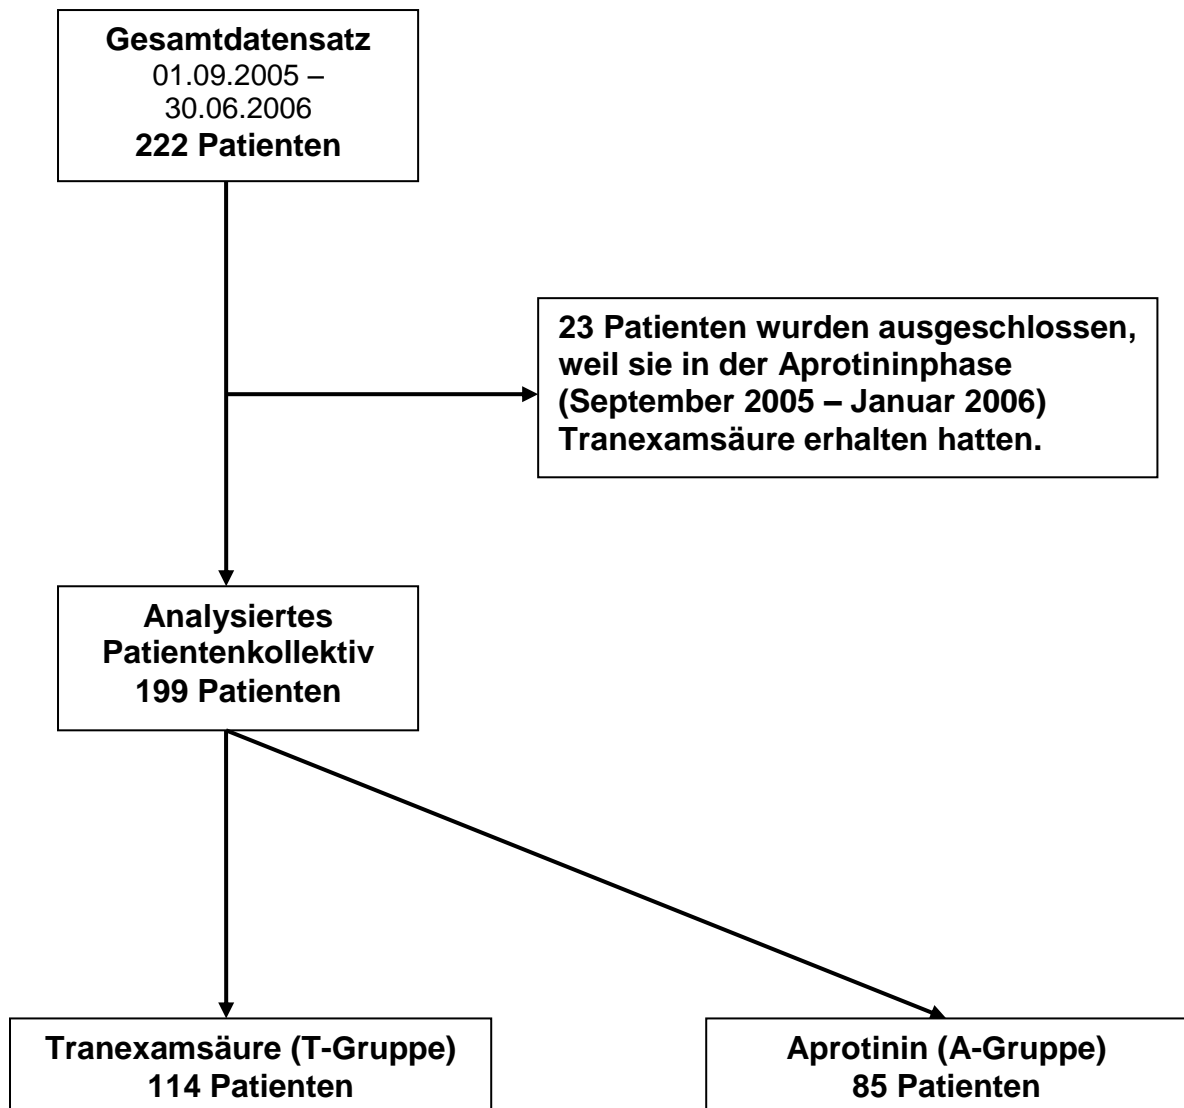 Gesamtdatensatz
01.09.2005 –
30.06.2006
222 Patienten
23 Patienten wurden ausgeschlossen,
weil sie in der Aprotininphase
(September 2005 – Januar 2006)
Tranexamsäure erhalten hatten.
Analysiertes
Patientenkollektiv
199 Patienten
Tranexamsäure (T-Gruppe)
114 Patienten
Aprotinin (A-Gruppe)
85 Patienten